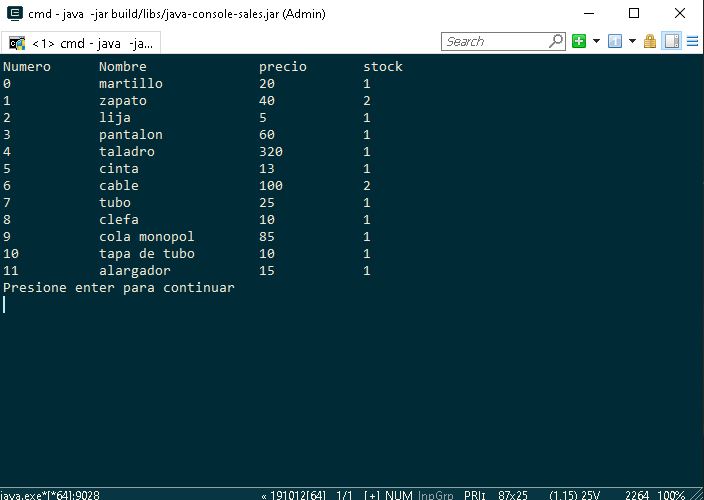 cmd - java  -jar build/libs/java-console-sales.jar (Admin)
<1> cmd - java  -ja...
Search
Numero Nombre precio stock
0 martillo 20 1
1 zapato 40 2
2 lija 5 1
3 pantalon 60 1
4 taladro 320 1
5 cinta 13 1
6 cable 100 2
7 tubo 25 1
8 clefa 10 1
9 cola monopol 85 1
10 tapa de tubo 10 1
11 alargador 15 1
Presione enter para continuar
java.exe*[*64]:9028 « 191012[64] 1/1 [+] NUM InpGrp PRI‡ 87x25 (1,15) 25V 2264 100%